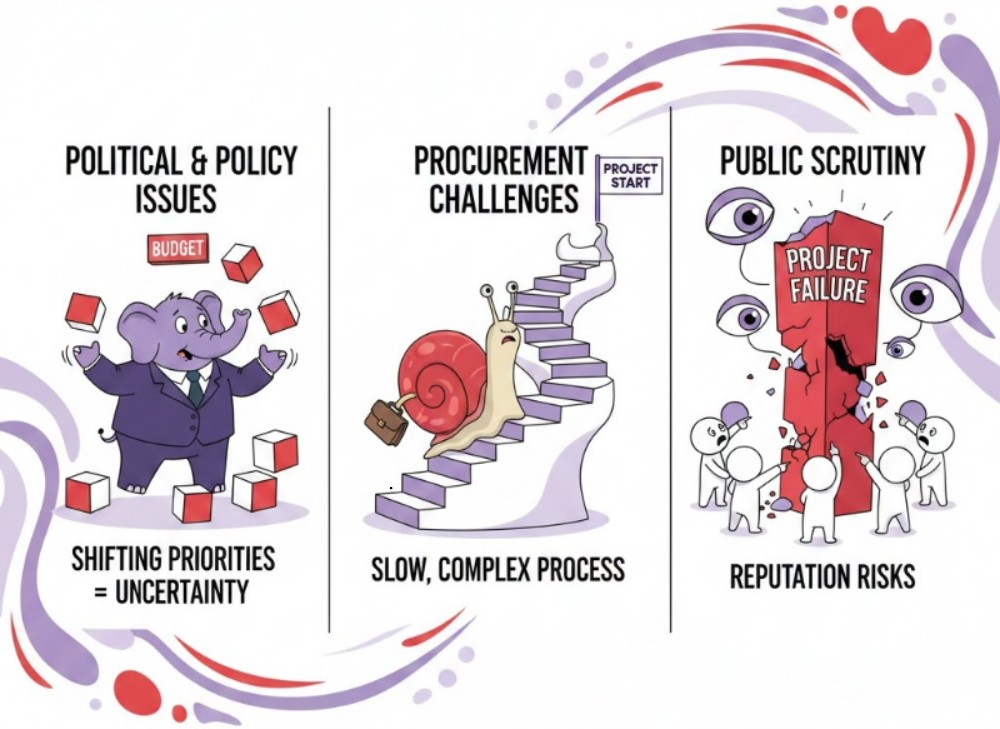 POLITICAL & POLICY
ISSUES
BUDGET
SHIFTING PRIORITIES
= UNCERTAINTY
PROCUREMENT
CHALLENGES
PROJECT
START
SLOW, COMPLEX PROCESS
PUBLIC SCRUTINY
PROJECT
FAILURE
REPUTATION RISKS